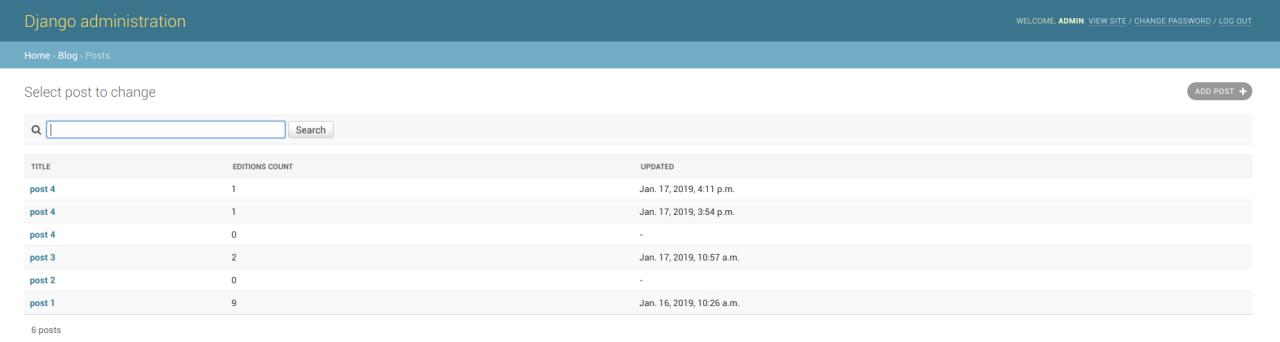 Django administration
WELCOME, ADMIN. VIEW SITE / CHANGE PASSWORD / LOG OUT
Home › Blog › Posts
Select post to change
ADD POST +
Search
TITLE EDITIONS COUNT UPDATED
post 4 1 Jan. 17, 2019, 4:11 p.m.
post 4 1 Jan. 17, 2019, 3:54 p.m.
post 4 0 -
post 3 2 Jan. 17, 2019, 10:57 a.m.
post 2 0 -
post 1 9 Jan. 16, 2019, 10:26 a.m.
6 posts